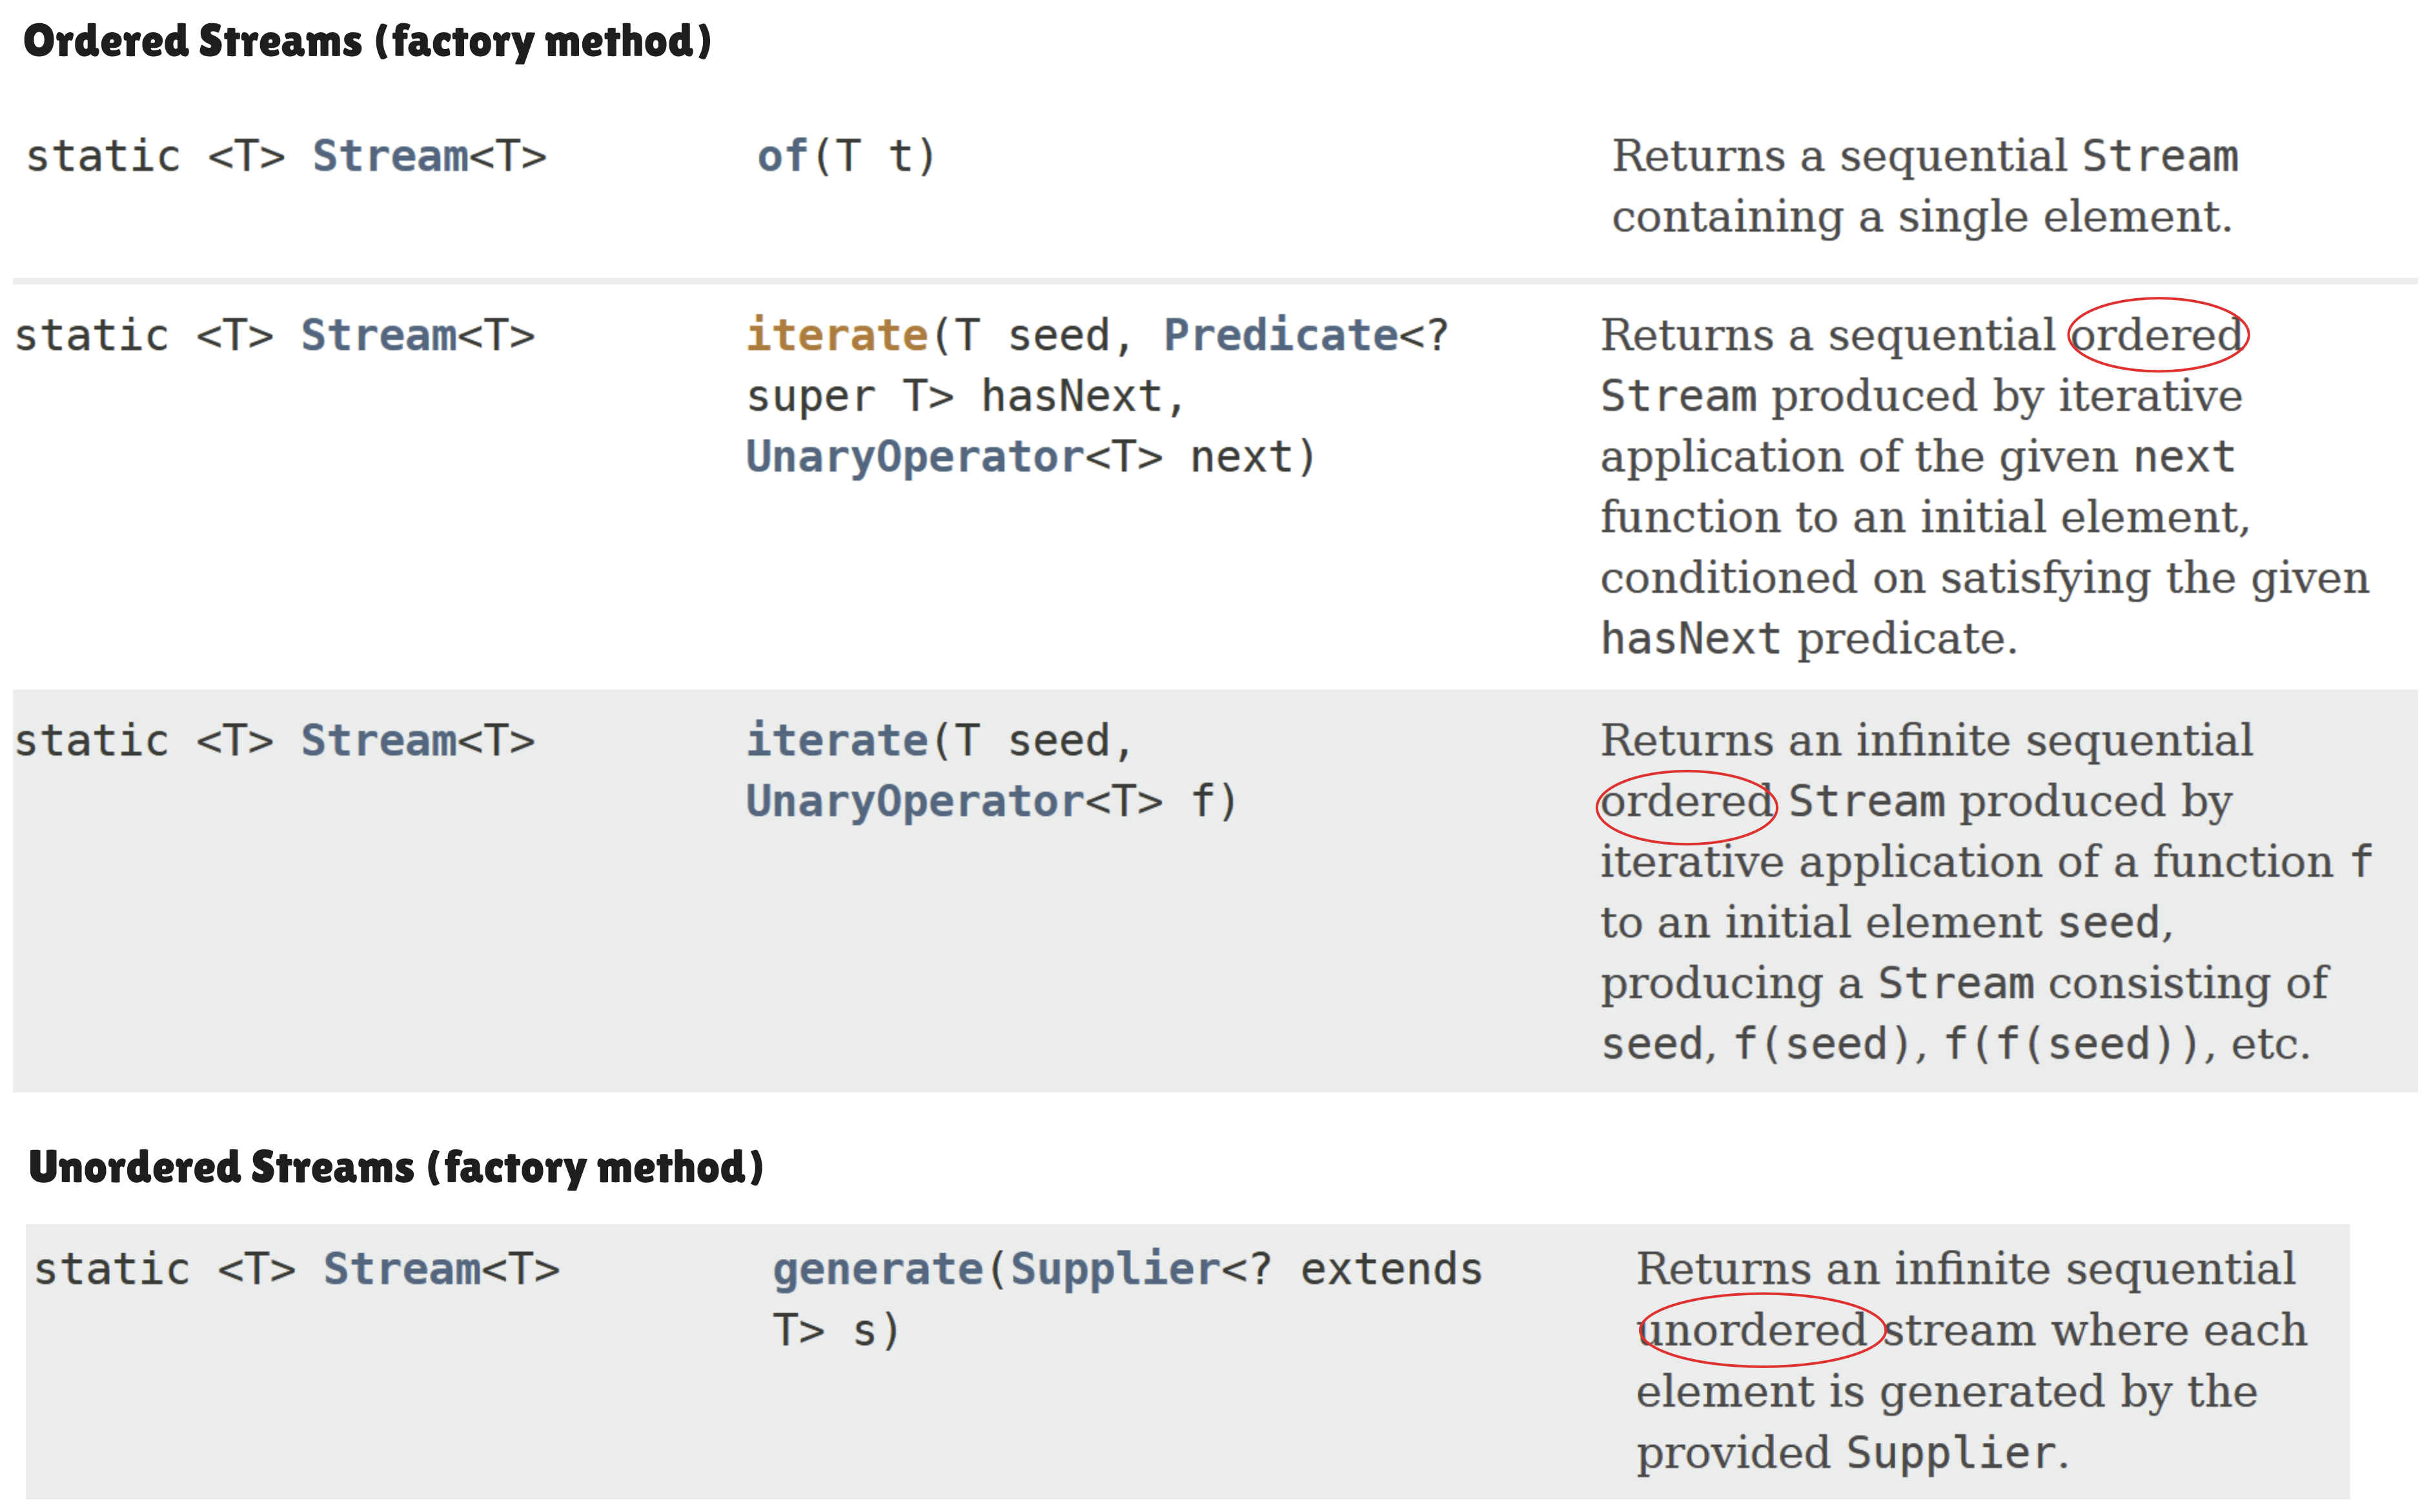 Ordered Streams (factory method)
static <T> Stream<T>
of(T t)
Returns a sequential Stream
containing a single element.
static <T> Stream<T>
iterate(T seed, Predicate<?
super T> hasNext,
UnaryOperator<T> next)
Returns a sequential ordered
Stream produced by iterative
application of the given next
function to an initial element,
conditioned on satisfying the given
hasNext predicate.
static <T> Stream<T>
iterate(T seed,
UnaryOperator<T> f)
Returns an infinite sequential
ordered Stream produced by
iterative application of a function f
to an initial element seed,
producing a Stream consisting of
seed, f(seed), f(f(seed)), etc.
Unordered Streams (factory method)
static <T> Stream<T>
generate(Supplier<? extends
T> s)
Returns an infinite sequential
unordered stream where each
element is generated by the
provided Supplier.